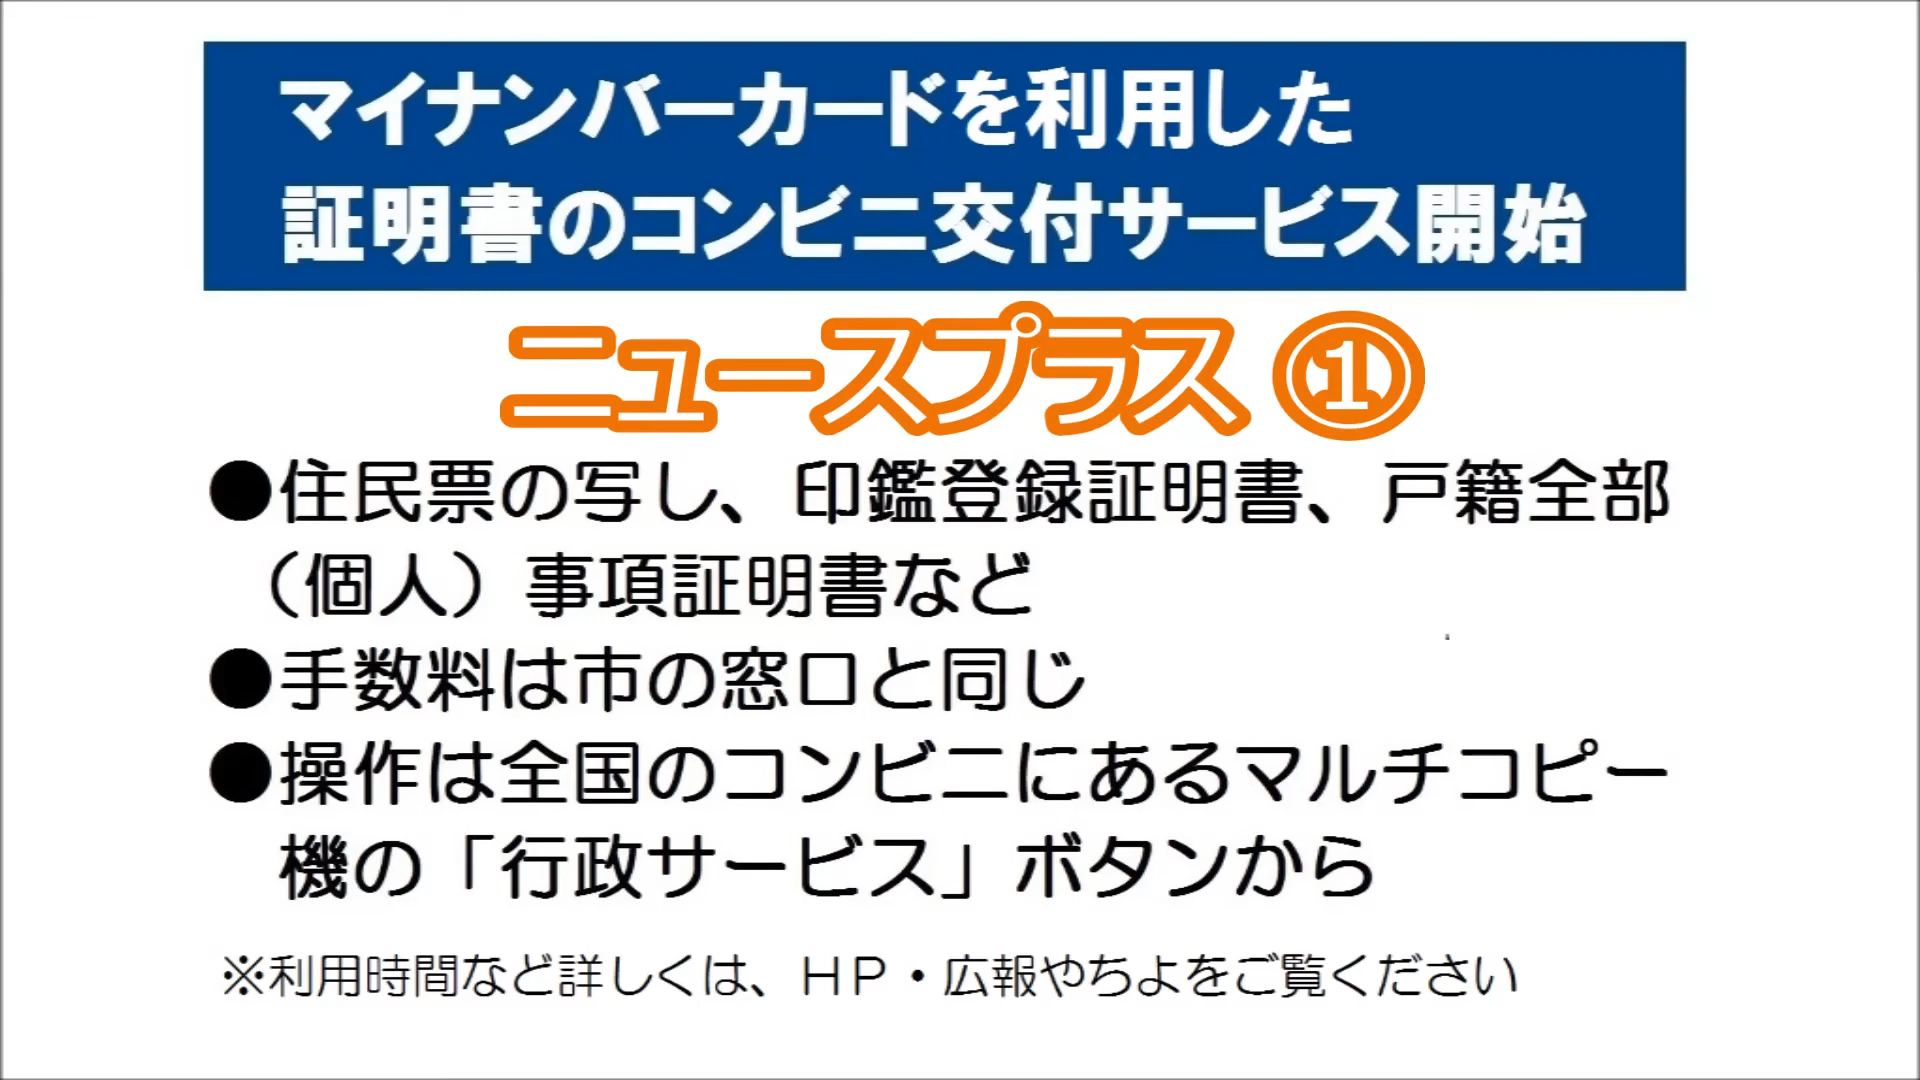 マイナンバーカードを利用した
証明書のコンビニ交付サービス開始
ニュースプラス ①
●住民票の写し、印鑑登録証明書、戸籍全部
（個人）事項証明書など
●手数料は市の窓口と同じ
●操作は全国のコンビニにあるマルチコピー
機の「行政サービス」ボタンから
※利用時間など詳しくは、ＨＰ・広報やちよをご覧ください